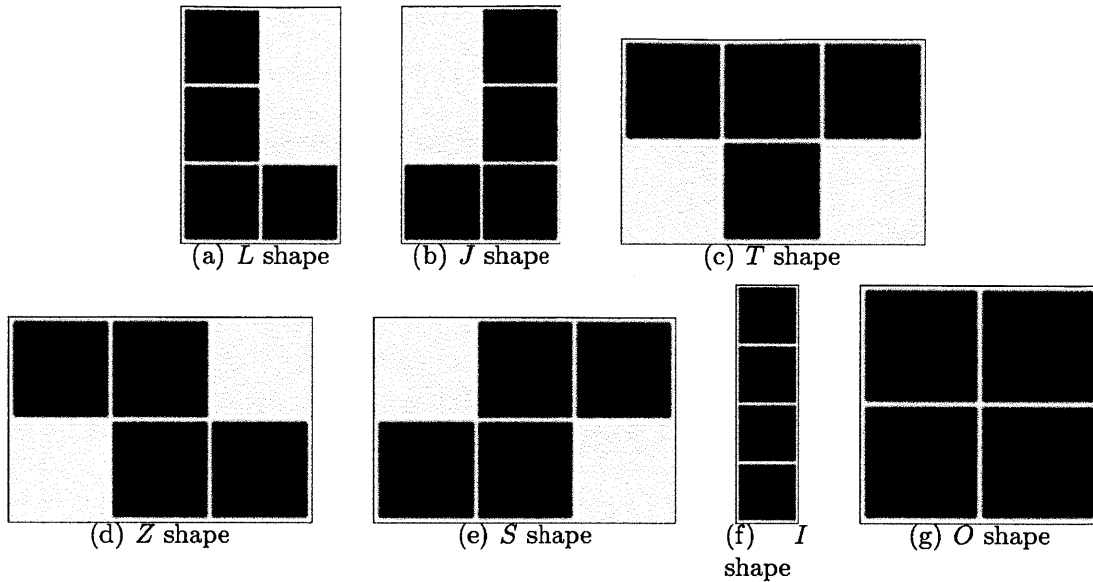 (a) L shape
(b) J shape
(c) T shape
(d) Z shape
(e) S shape
(f) I
shape
(g) O shape